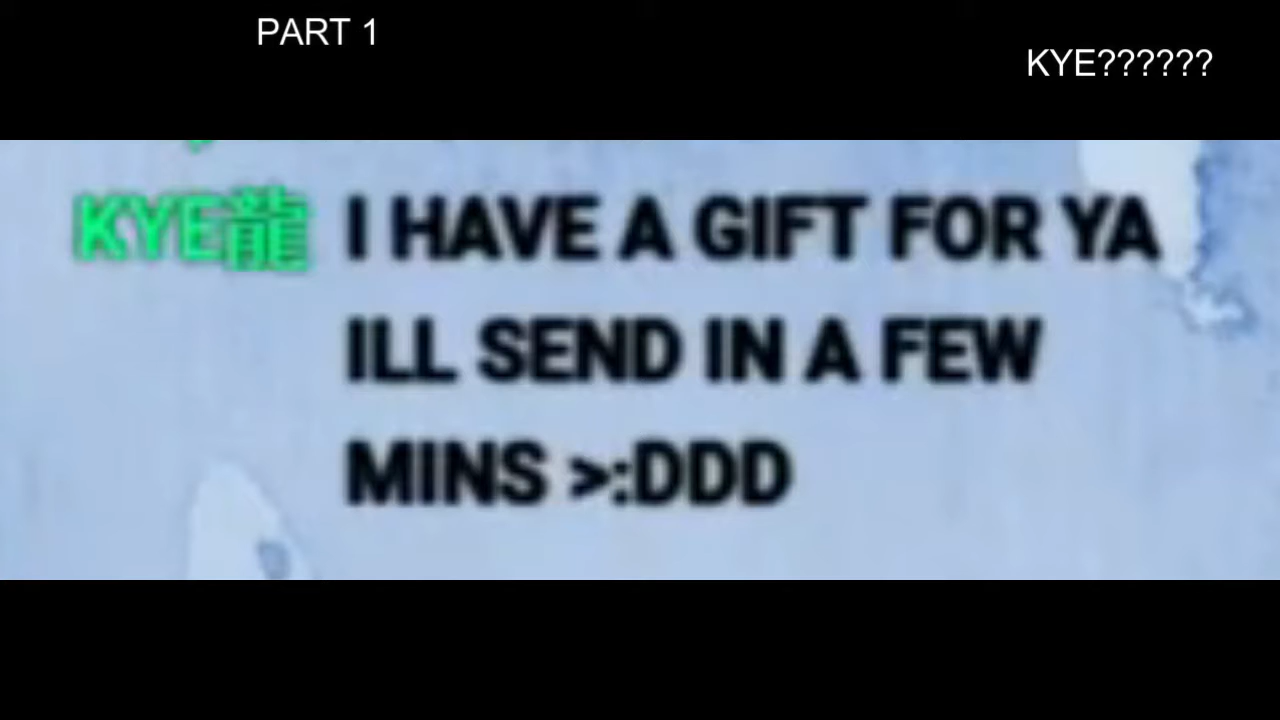 PART 1
KYE??????
KYE龍 I HAVE A GIFT FOR YA
ILL SEND IN A FEW
MINS >:DDD